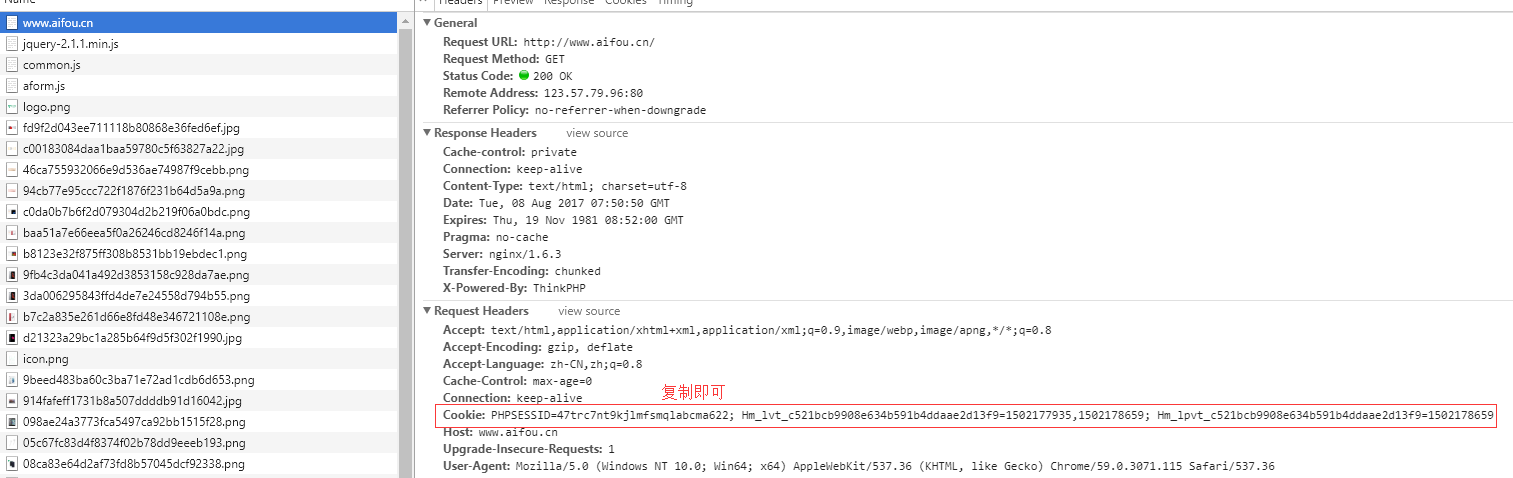 Name
Headers Preview Response Cookies Timing
www.aifou.cn
jquery-2.1.1.min.js
common.js
aform.js
logo.png
fd9f2d043ee711118b80868e36fed6ef.jpg
c00183084daa1baa59780c5f63827a22.jpg
46ca755932066e9d536ae74987f9cebb.png
94cb77e95ccc722f1876f231b64d5a9a.png
c0da0b7b6f2d079304d2b219f06a0bdc.png
baa51a7e66eea5f0a26246cd8246f14a.png
b8123e32f875ff308b8531bb19ebdec1.png
9fb4c3da041a492d3853158c928da7ae.png
3da006295843ffd4de7e24558d794b55.png
b7c2a835e261d66e8fd48e346721108e.png
d21323a29bc1a285b64f9d5f302f1990.jpg
icon.png
9beed483ba60c3ba71e72ad1cdb6d653.png
914fafeff1731b8a507ddddb91d16042.jpg
098ae24a3773fca5497ca92bb1515f28.png
05c67fc83d4f8374f02b78dd9eeeb193.png
08ca83e64d2af73fd8b57045dcf92338.png
General
Request URL: http://www.aifou.cn/
Request Method: GET
Status Code: 200 OK
Remote Address: 123.57.79.96:80
Referrer Policy: no-referrer-when-downgrade
Response Headers view source
Cache-control: private
Connection: keep-alive
Content-Type: text/html; charset=utf-8
Date: Tue, 08 Aug 2017 07:50:50 GMT
Expires: Thu, 19 Nov 1981 08:52:00 GMT
Pragma: no-cache
Server: nginx/1.6.3
Transfer-Encoding: chunked
X-Powered-By: ThinkPHP
Request Headers view source
Accept: text/html,application/xhtml+xml,application/xml;q=0.9,image/webp,image/apng,*/*;q=0.8
Accept-Encoding: gzip, deflate
Accept-Language: zh-CN,zh;q=0.8
Cache-Control: max-age=0
复制即可
Connection: keep-alive
Cookie: PHPSESSID=47trc7nt9kjlmfsmqlabcma622; Hm_lvt_c521bcb9908e634b591b4ddaae2d13f9=1502177935,1502178659; Hm_lpvt_c521bcb9908e634b591b4ddaae2d13f9=1502178659
Host: www.aifou.cn
Upgrade-Insecure-Requests: 1
User-Agent: Mozilla/5.0 (Windows NT 10.0; Win64; x64) AppleWebKit/537.36 (KHTML, like Gecko) Chrome/59.0.3071.115 Safari/537.36